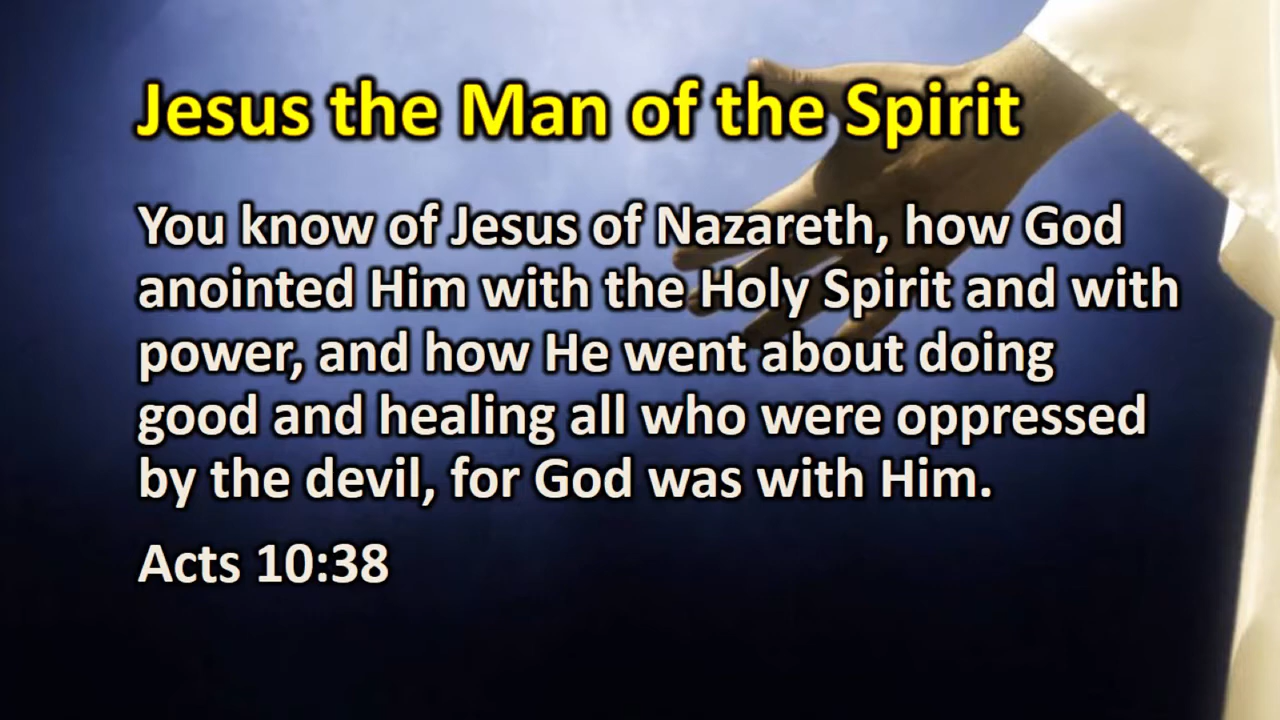 Jesus the Man of the Spirit
You know of Jesus of Nazareth, how God
anointed Him with the Holy Spirit and with
power, and how He went about doing
good and healing all who were oppressed
by the devil, for God was with Him.
Acts 10:38